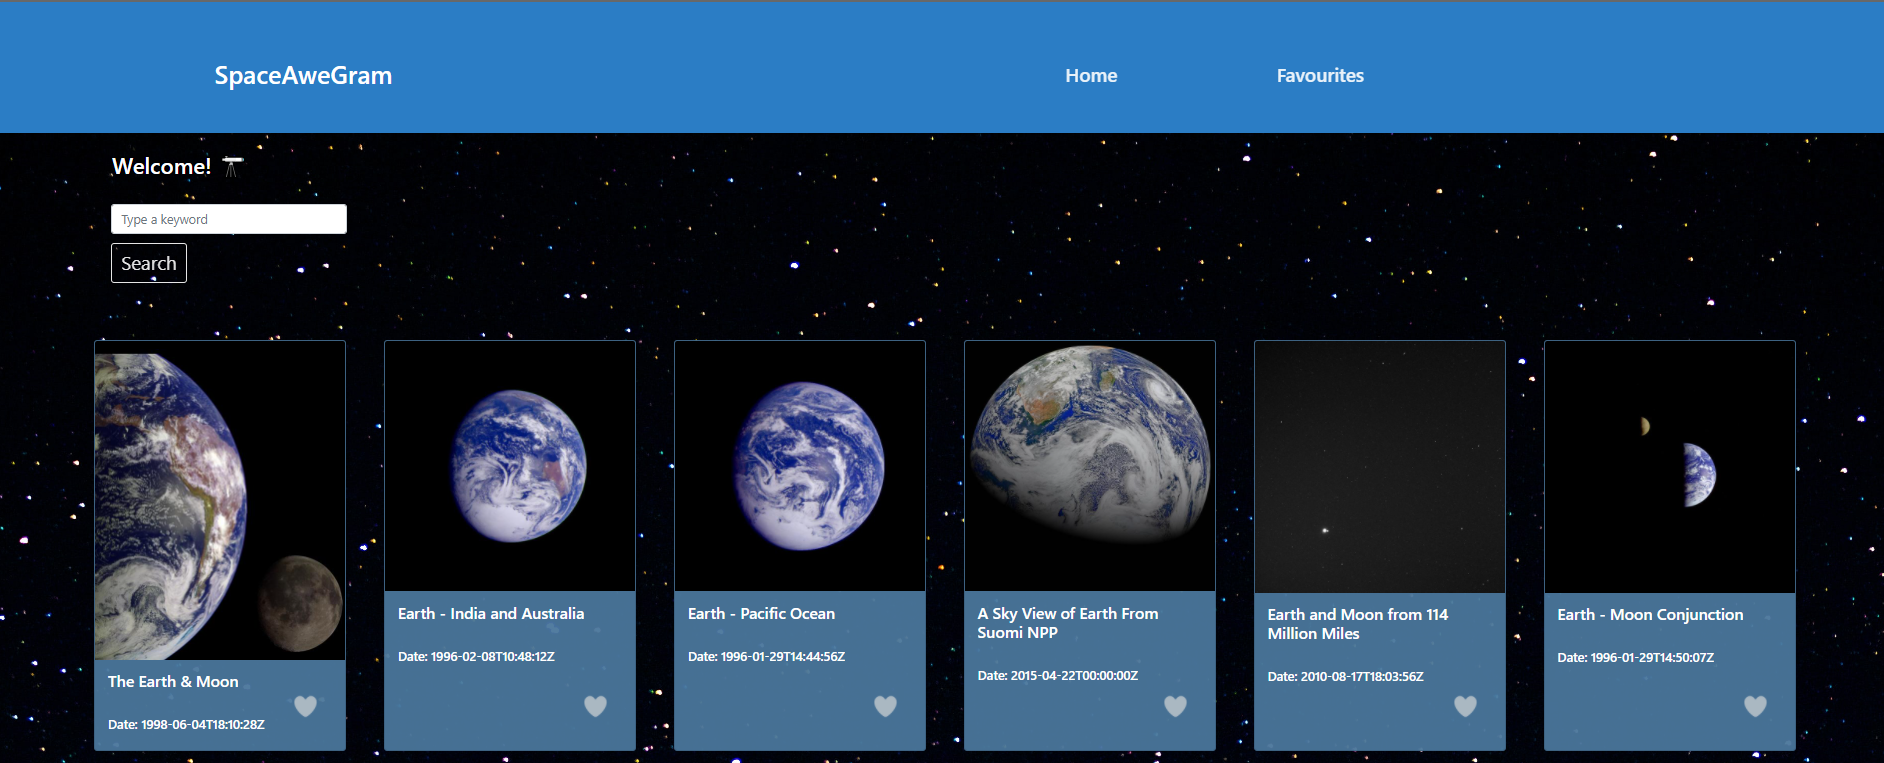 SpaceAweGram
Home
Favourites
Welcome!
Type a keyword
Search
The Earth & Moon
Date: 1998-06-04T18:10:28Z
Earth - India and Australia
Date: 1996-02-08T10:48:12Z
Earth - Pacific Ocean
Date: 1996-01-29T14:44:56Z
A Sky View of Earth From
Suomi NPP
Date: 2015-04-22T00:00:00Z
Earth and Moon from 114
Million Miles
Date: 2010-08-17T18:03:56Z
Earth - Moon Conjunction
Date: 1996-01-29T14:50:07Z